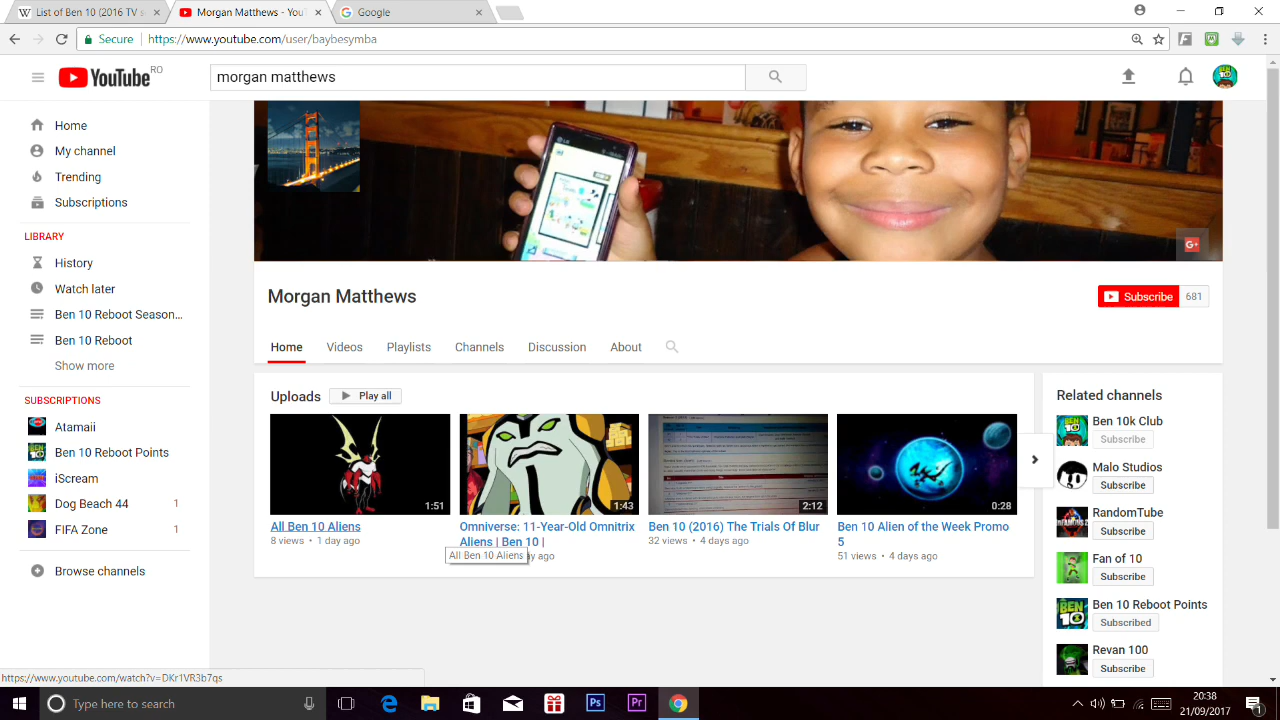 List of Ben 10 (2016 TV s
Morgan Matthews - You
Google
Secure
https://www.youtube.com/user/baybesymba
YouTube RO
morgan matthews
Home
My channel
Trending
Subscriptions
LIBRARY
History
Watch later
Ben 10 Reboot Season...
Ben 10 Reboot
Show more
SUBSCRIPTIONS
Atamaii
Ben 10 Reboot Points
iScream
Dog Beach 44 1
FIFA Zone 1
Browse channels
LG
G+
Morgan Matthews
Subscribe 681
Home Videos Playlists Channels Discussion About
Uploads Play all
1:51
All Ben 10 Aliens
8 views • 1 day ago
1:43
Omniverse: 11-Year-Old Omnitrix
Aliens | Ben 10 |
ay ago
All Ben 10 Aliens
2:12
Ben 10 (2016) The Trials Of Blur
32 views • 4 days ago
0:28
Ben 10 Alien of the Week Promo
5
51 views • 4 days ago
Related channels
Ben 10k Club
Subscribe
Malo Studios
Subscribe
RandomTube
Subscribe
Fan of 10
Subscribe
BEN 10
Ben 10 Reboot Points
Subscribed
Revan 100
Subscribe
https://www.youtube.com/watch?v=DKr1VR3b7qs
Type here to search
Ps
Pr
20:38
21/09/2017
1